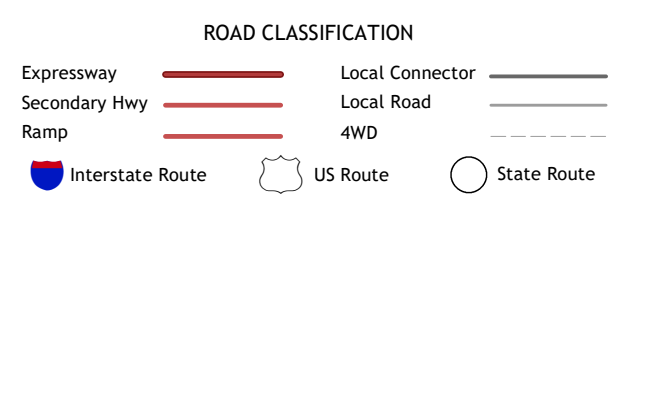 ROAD CLASSIFICATION
Expressway
Secondary Hwy
Ramp
Local Connector
Local Road
4WD
Interstate Route
US Route
State Route